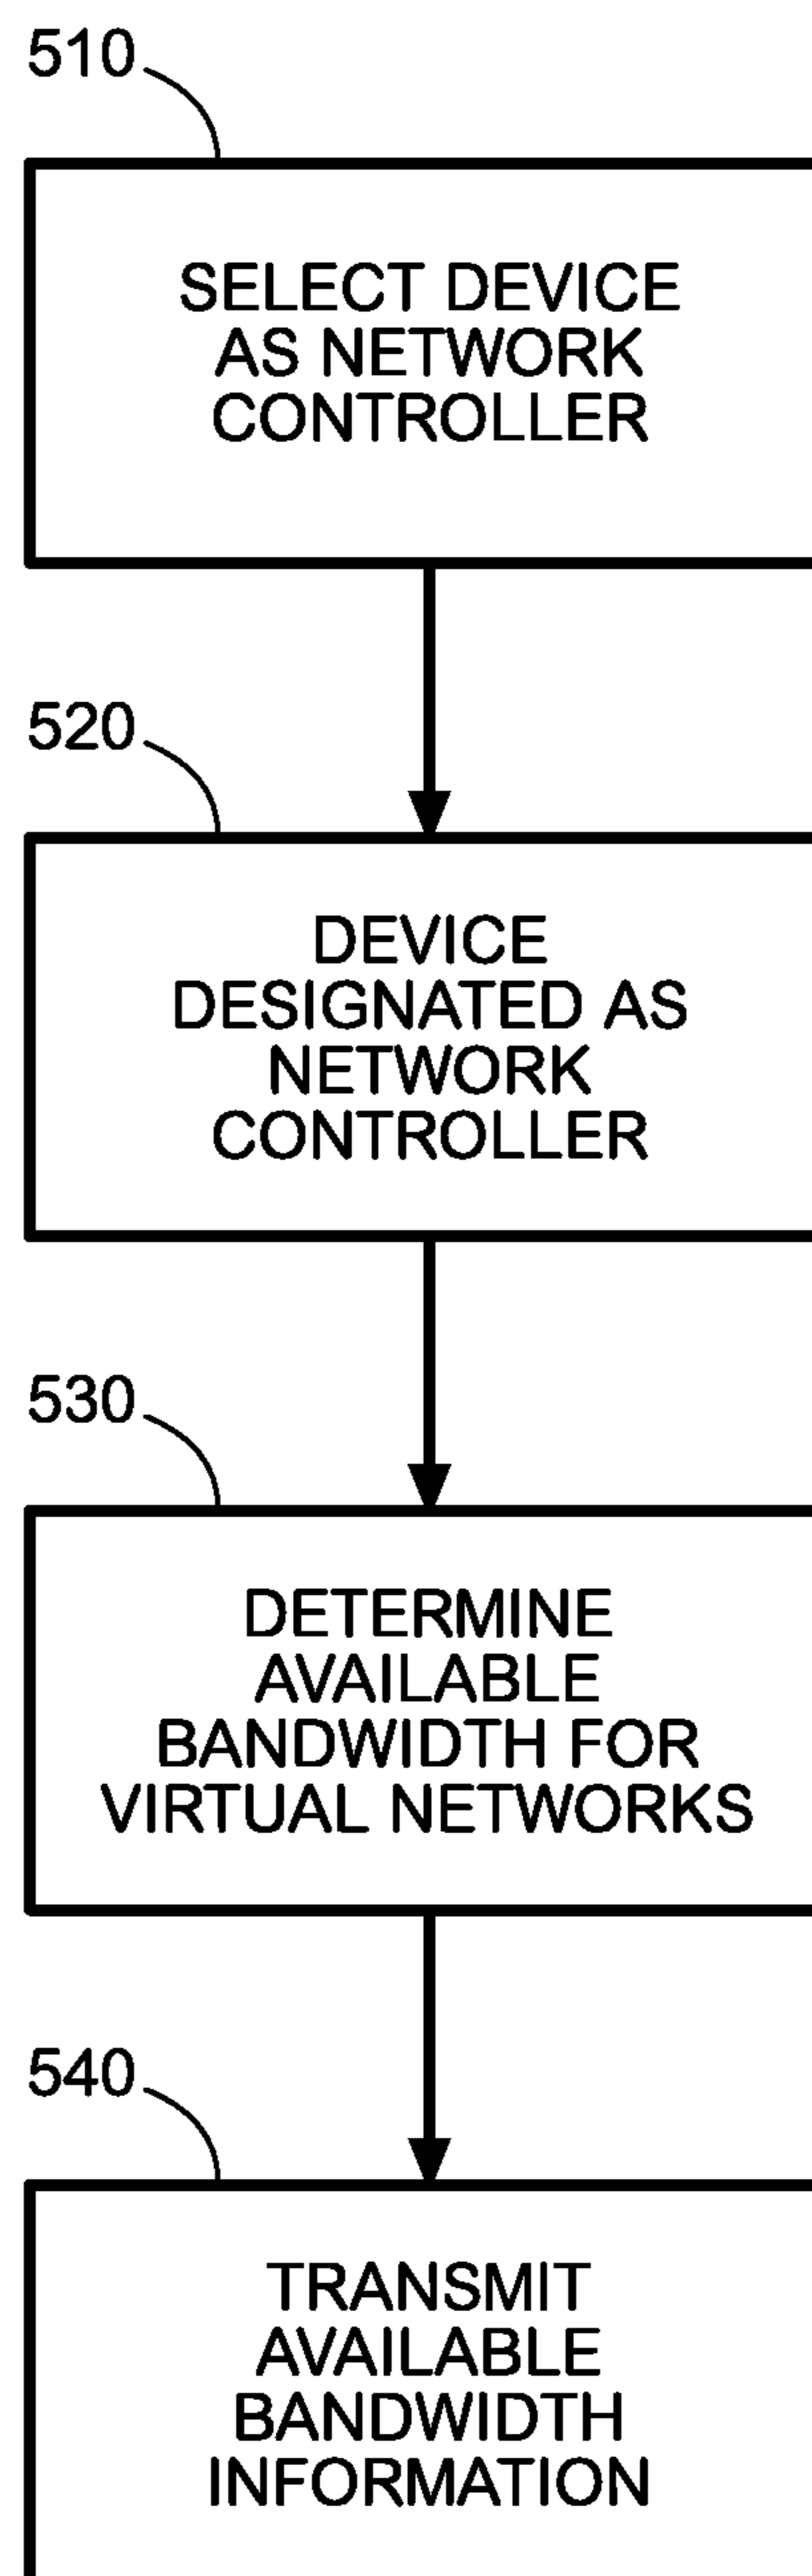 510
SELECT DEVICE
AS NETWORK
CONTROLLER
520
DEVICE
DESIGNATED AS
NETWORK
CONTROLLER
530
DETERMINE
AVAILABLE
BANDWIDTH FOR
VIRTUAL NETWORKS
540
TRANSMIT
AVAILABLE
BANDWIDTH
INFORMATION